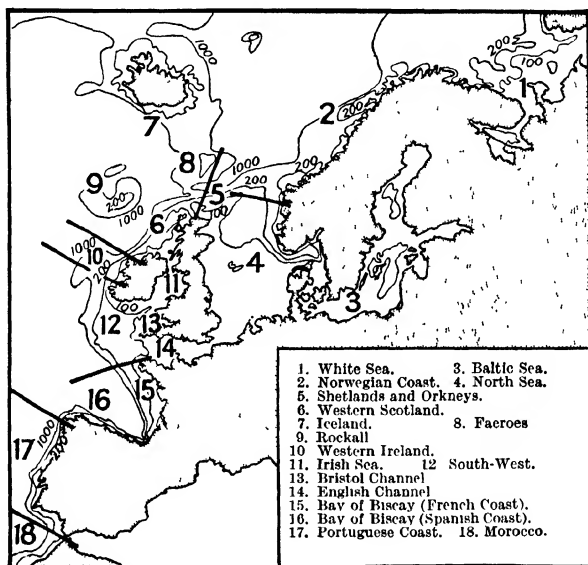 1000
200
100
1
2
200
7
8
1000
200
9
200
200
5
1000
6
1000
10
200
11
4
100
12
13
3
14
15
16
17
1000
200
18
1. White Sea. 3. Baltic Sea.
2. Norwegian Coast. 4. North Sea.
5. Shetlands and Orkneys.
6. Western Scotland.
7. Iceland. 8. Faeroes
9. Rockall
10 Western Ireland.
11. Irish Sea. 12 South-West.
13. Bristol Channel
14. English Channel
15. Bay of Biscay (French Coast).
16. Bay of Biscay (Spanish Coast).
17. Portuguese Coast. 18. Morocco.